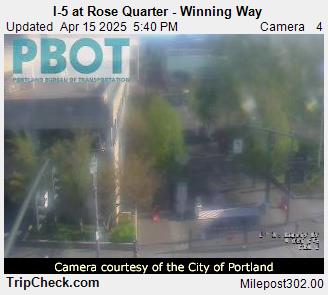 I-5 at Rose Quarter - Winning Way
Updated Apr 15 2025 5:40 PM Camera 4
PBOT
PORTLAND BUREAU OF TRANSPORTATION
Camera courtesy of the City of Portland
TripCheck.com Milepost302.00